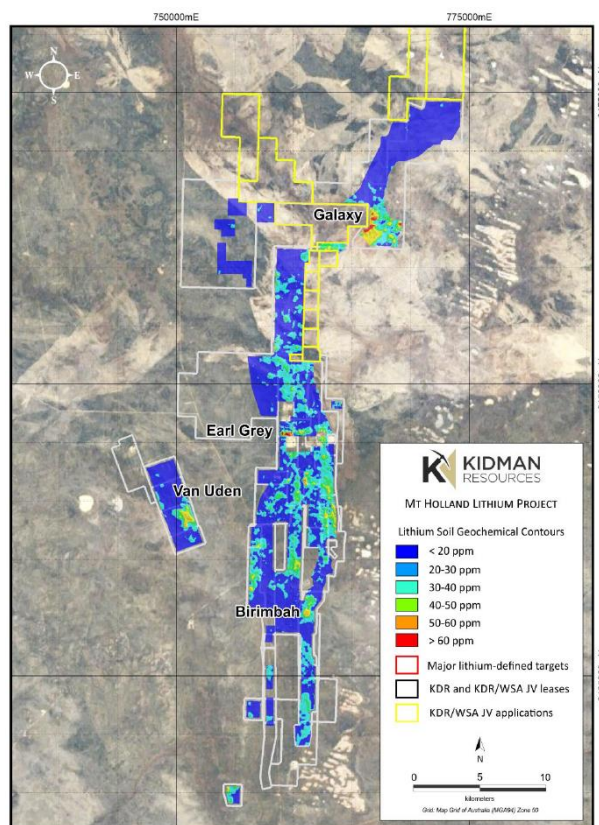 750000mE
775000mE
N
W
E
S
Galaxy
Earl Grey
Van Uden
Birimbah
KIDMAN
RESOURCES
MT HOLLAND LITHIUM PROJECT
Lithium Soil Geochemical Contours
< 20 ppm
20-30 ppm
30-40 ppm
40-50 ppm
50-60 ppm
> 60 ppm
Major lithium-defined targets
KDR and KDR/WSA JV leases
KDR/WSA JV applications
N
0 5 10
kilometers
Grid: Map Grid of Australia (MGA94) Zone 50